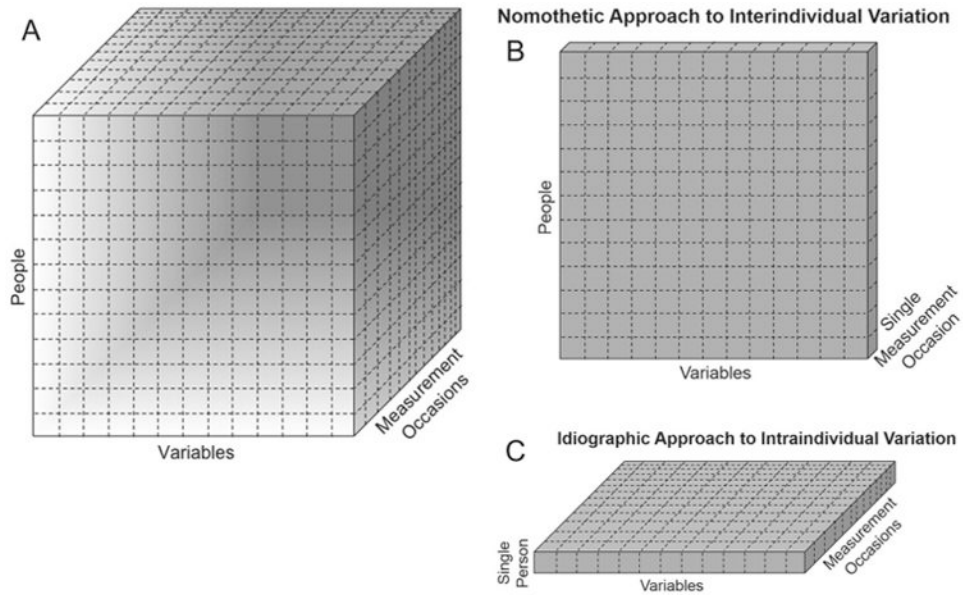 A
People
Variables
Measurement
Occasions
Nomothetic Approach to Interindividual Variation
B
People
Variables
Single
Measurement
Occasion
Idiographic Approach to Intraindividual Variation
C
Single
Person
Variables
Measurement
Occasions